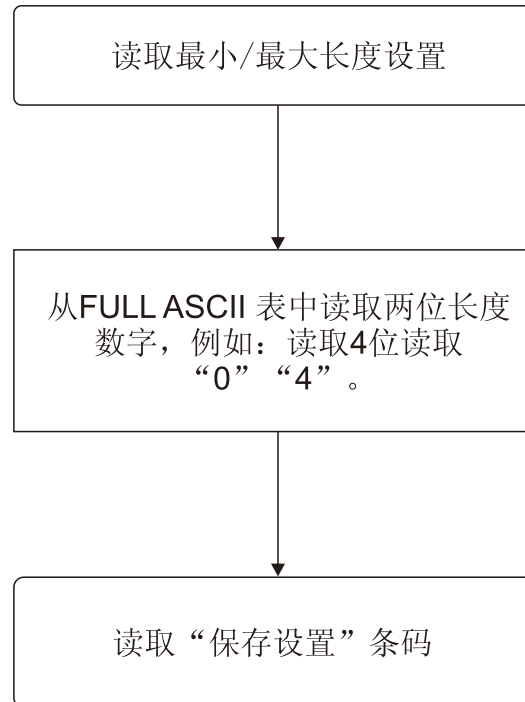 读取最小/最大长度设置
从FULL ASCII 表中读取两位长度
数字，例如：读取4位读取
“0”“4”。
读取“保存设置”条码